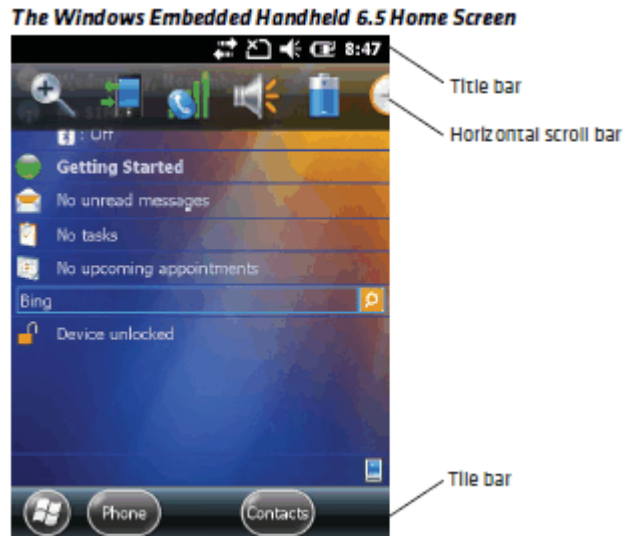 The Windows Embedded Handheld 6.5 Home Screen
8:47
Title bar
Horizontal scroll bar
: Off
Getting Started
No unread messages
No tasks
No upcoming appointments
Bing
Device unlocked
Tile bar
Phone
Contacts